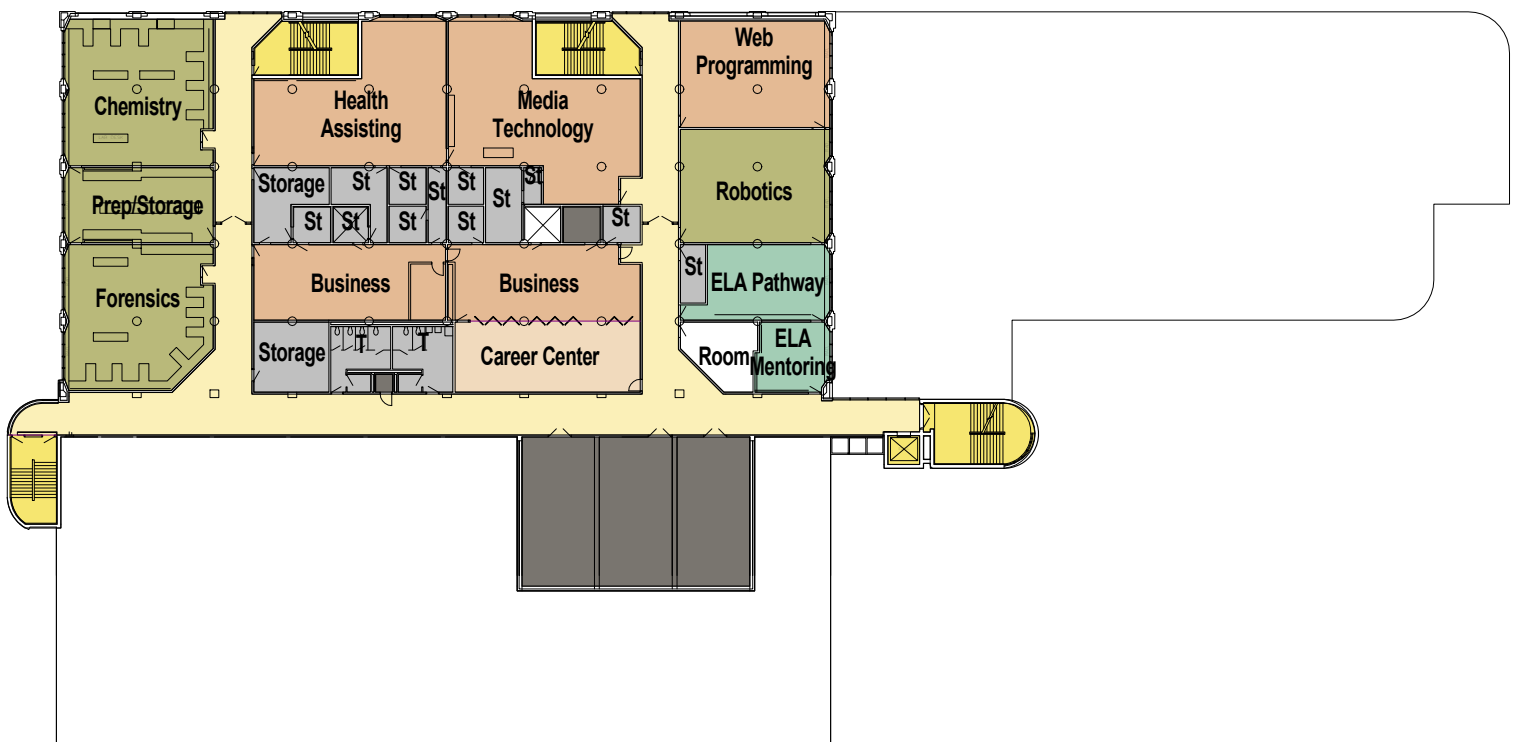 Web
Programming
Chemistry
Health
Assisting
Media
Technology
Prep/Storage
Storage
St
St
St
St
St
St
Robotics
St
St
St
St
St
Forensics
Business
Business
St
ELA Pathway
Storage
T
T
Career Center
Room
ELA
Mentoring